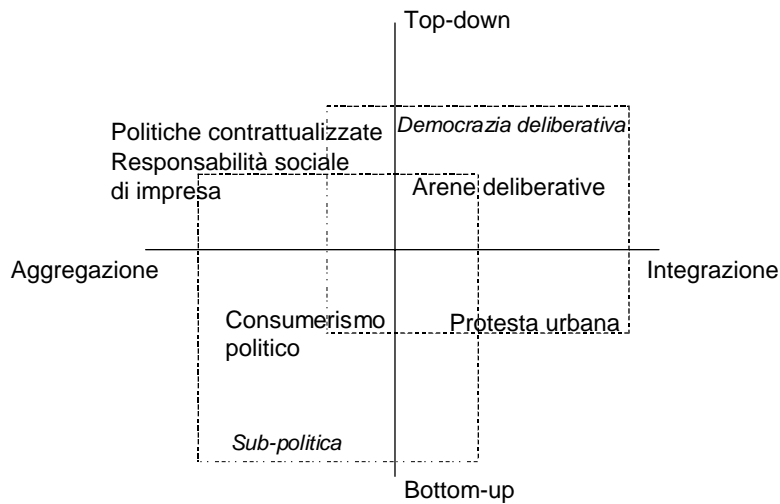 Top-down
Politiche contrattualizzate
Democrazia deliberativa
Responsabilità sociale
di impresa
Arene deliberative
Aggregazione
Integrazione
Consumerismo
politico
Protesta urbana
Sub-politica
Bottom-up